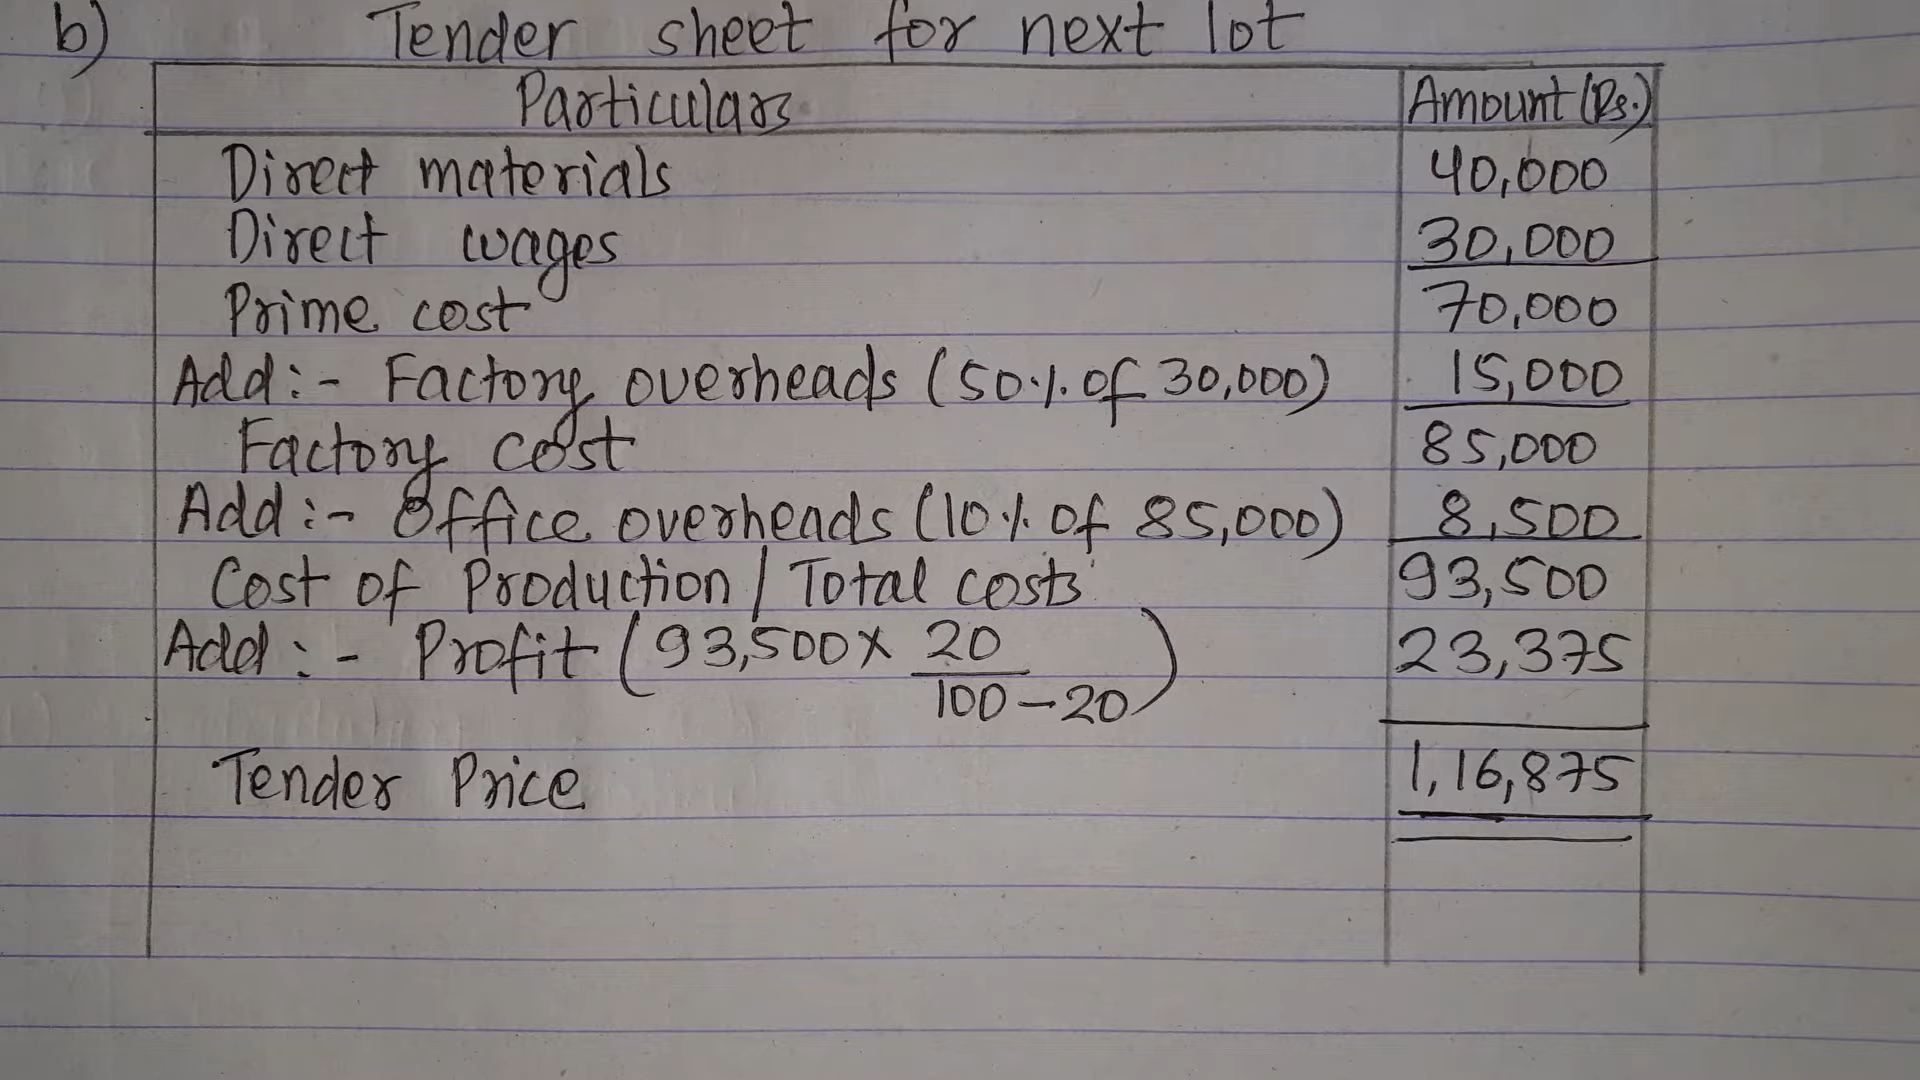 b) Tender sheet for next lot
Particulars Amount (Rs.)
Direct materials 40,000
Direct wages 30,000
Prime cost 70,000
Add:- Factory overheads (50% of 30,000) 15,000
Factory cost 85,000
Add:- Office overheads (10% of 85,000) 8,500
Cost of Production / Total costs 93,500
Add:- Profit (93,500 × 20 23,375
100-20)
Tender Price 1,16,875